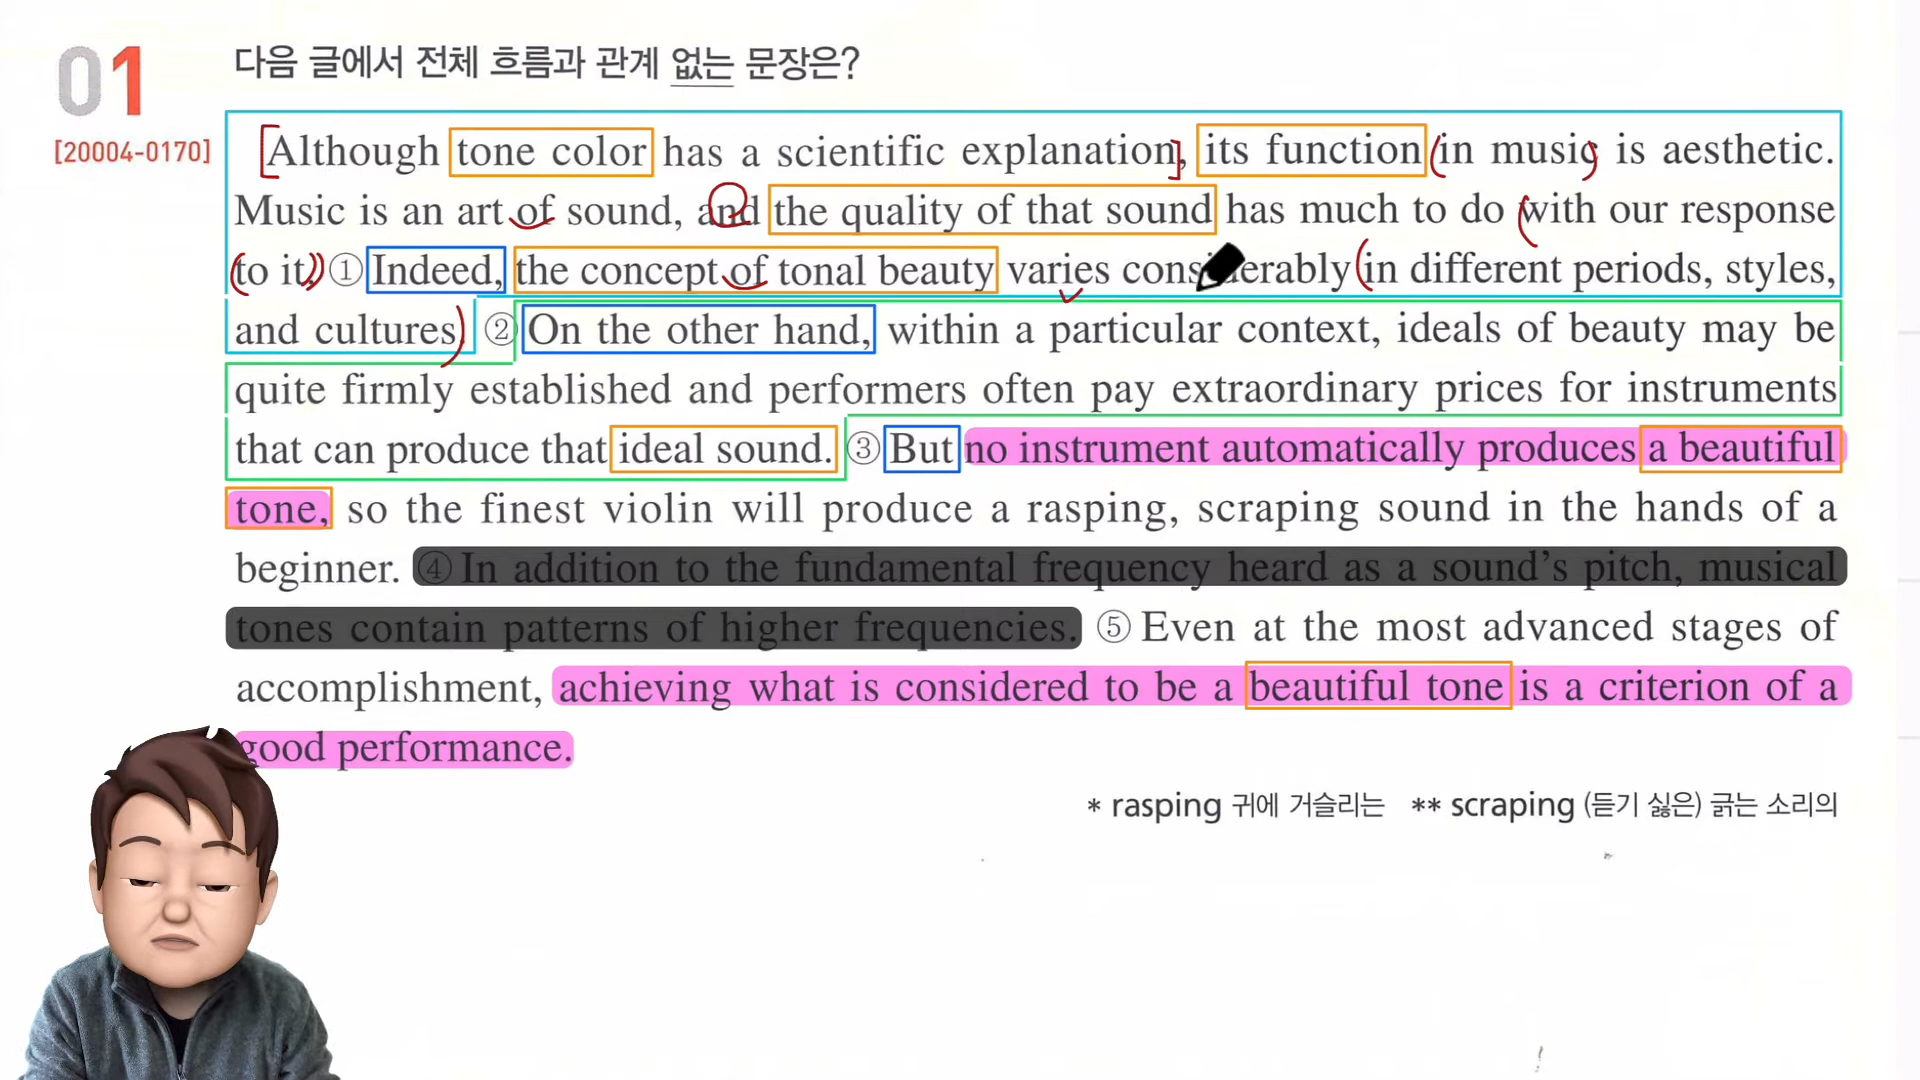 01
다음 글에서 전체 흐름과 관계 없는 문장은?
[20004-0170]
Although tone color has a scientific explanation, its function in music is aesthetic.
Music is an art of sound, and the quality of that sound has much to do with our response
to it. ① Indeed, the concept of tonal beauty varies considerably in different periods, styles,
and cultures. ② On the other hand, within a particular context, ideals of beauty may be
quite firmly established and performers often pay extraordinary prices for instruments
that can produce that ideal sound. ③ But no instrument automatically produces a beautiful
tone, so the finest violin will produce a rasping, scraping sound in the hands of a
beginner. ④ In addition to the fundamental frequency heard as a sound's pitch, musical
tones contain patterns of higher frequencies. ⑤ Even at the most advanced stages of
accomplishment, achieving what is considered to be a beautiful tone is a criterion of a
good performance.
* rasping 귀에 거슬리는 ** scraping (듣기 싫은) 긁는 소리의